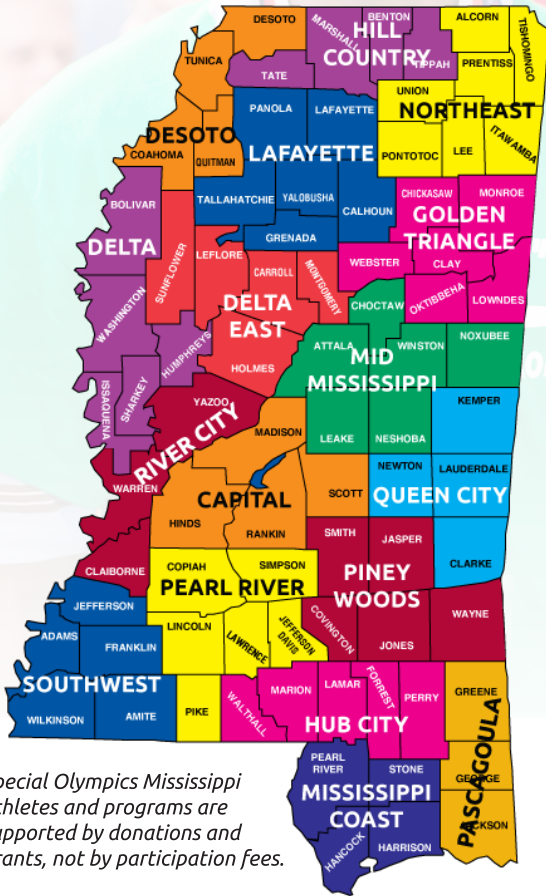 DESOTO
BENTON
ALCORN
TISHOMINGO
MARSHALL
HILL
COUNTRY
TUNICA
TIPPAH
PRENTISS
TATE
UNION
PANOLA
LAFAYETTE
NORTHEAST
DESOTO
COAHOMA
QUITMAN
LAFAYETTE
PONTOTOC
LEE
ITAWAMBA
BOLIVAR
TALLAHATCHIE
YALOBUSHA
CALHOUN
CHICKASAW
MONROE
GOLDEN
TRIANGLE
DELTA
SUNFLOWER
LEFLORE
GRENADA
WEBSTER
CLAY
CARROLL
MONTGOMERY
WASHINGTON
CHOCTAW
OKTIBBEHA
LOWNDES
DELTA
EAST
HUMPHREYS
ATTALA
WINSTON
NOXUBEE
MID
MISSISSIPPI
HOLMES
ISSAQUENA
SHARKEY
YAZOO
KEMPER
RIVER CITY
MADISON
LEAKE
NESHOBA
NEWTON
LAUDERDALE
WARREN
CAPITAL
SCOTT
QUEEN CITY
HINDS
RANKIN
SMITH
JASPER
CLAIBORNE
COPIAH
SIMPSON
CLARKE
PEARL RIVER
PINEY
WOODS
JEFFERSON
LINCOLN
LAWRENCE
JEFFERSON
DAVIS
COVINGTON
WAYNE
ADAMS
FRANKLIN
JONES
SOUTHWEST
WILKINSON
AMITE
PIKE
WALTHALL
MARION
LAMAR
FORREST
PERRY
GREENE
HUB CITY
PEARL
RIVER
STONE
GEORGE
PASCAGOULA
MISSISSIPPI
COAST
JACKSON
HANCOCK
HARRISON
pecial Olympics Mississippi
thletes and programs are
upported by donations and
rants, not by participation fees.